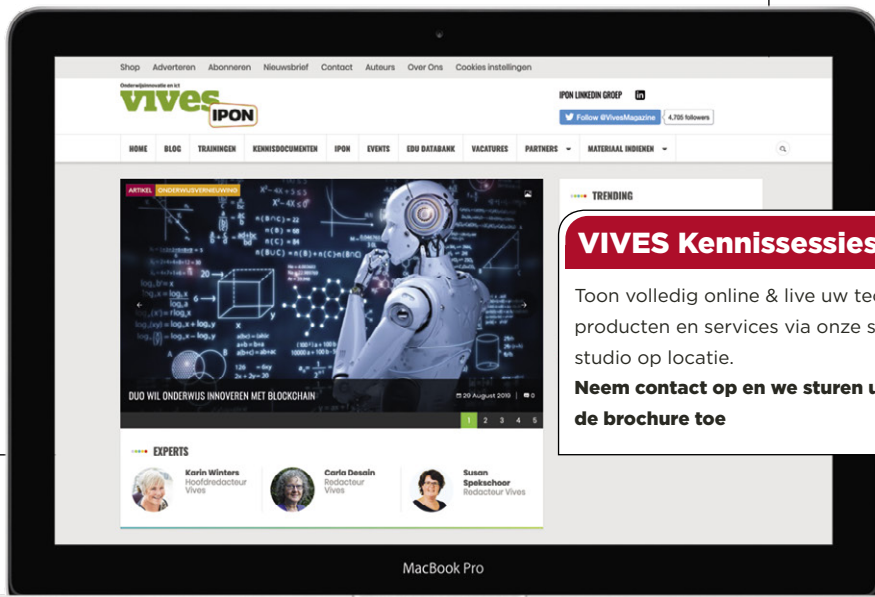 Shop Adverteren Abonneren Nieuwsbrief Contact Auteurs Over Ons Cookies instellingen
Onderwijsinnovatie en ict
VIVES
IPON
IPON LINKEDIN GROEP in
Follow @VivesMagazine 4,705 followers
HOME BLOG TRAININGEN KENNISDOCUMENTEN IPON EVENTS EDU DATABANK VACATURES PARTNERS MATERIAAL INDIENEN
ARTIKEL ONDERWIJSVERNIEUWING
n(B∩C) = 22
n(B) = 68
n(C) = 84
n(B∪C) = n(B)+n(C)-n(B∩C)
DUO WIL ONDERWIJS INNOVEREN MET BLOCKCHAIN
20 August 2019 | 0
1 2 3 4 5
TRENDING
VIVES Kennissessies
Toon volledig online & live uw
producten en services via onze
studio op locatie.
Neem contact op en we sturen u
de brochure toe
EXPERTS
Karin Winters
Hoofdredacteur
Vives
Carla Desain
Redacteur
Vives
Susan
Spekschoor
Redacteur Vives
MacBook Pro